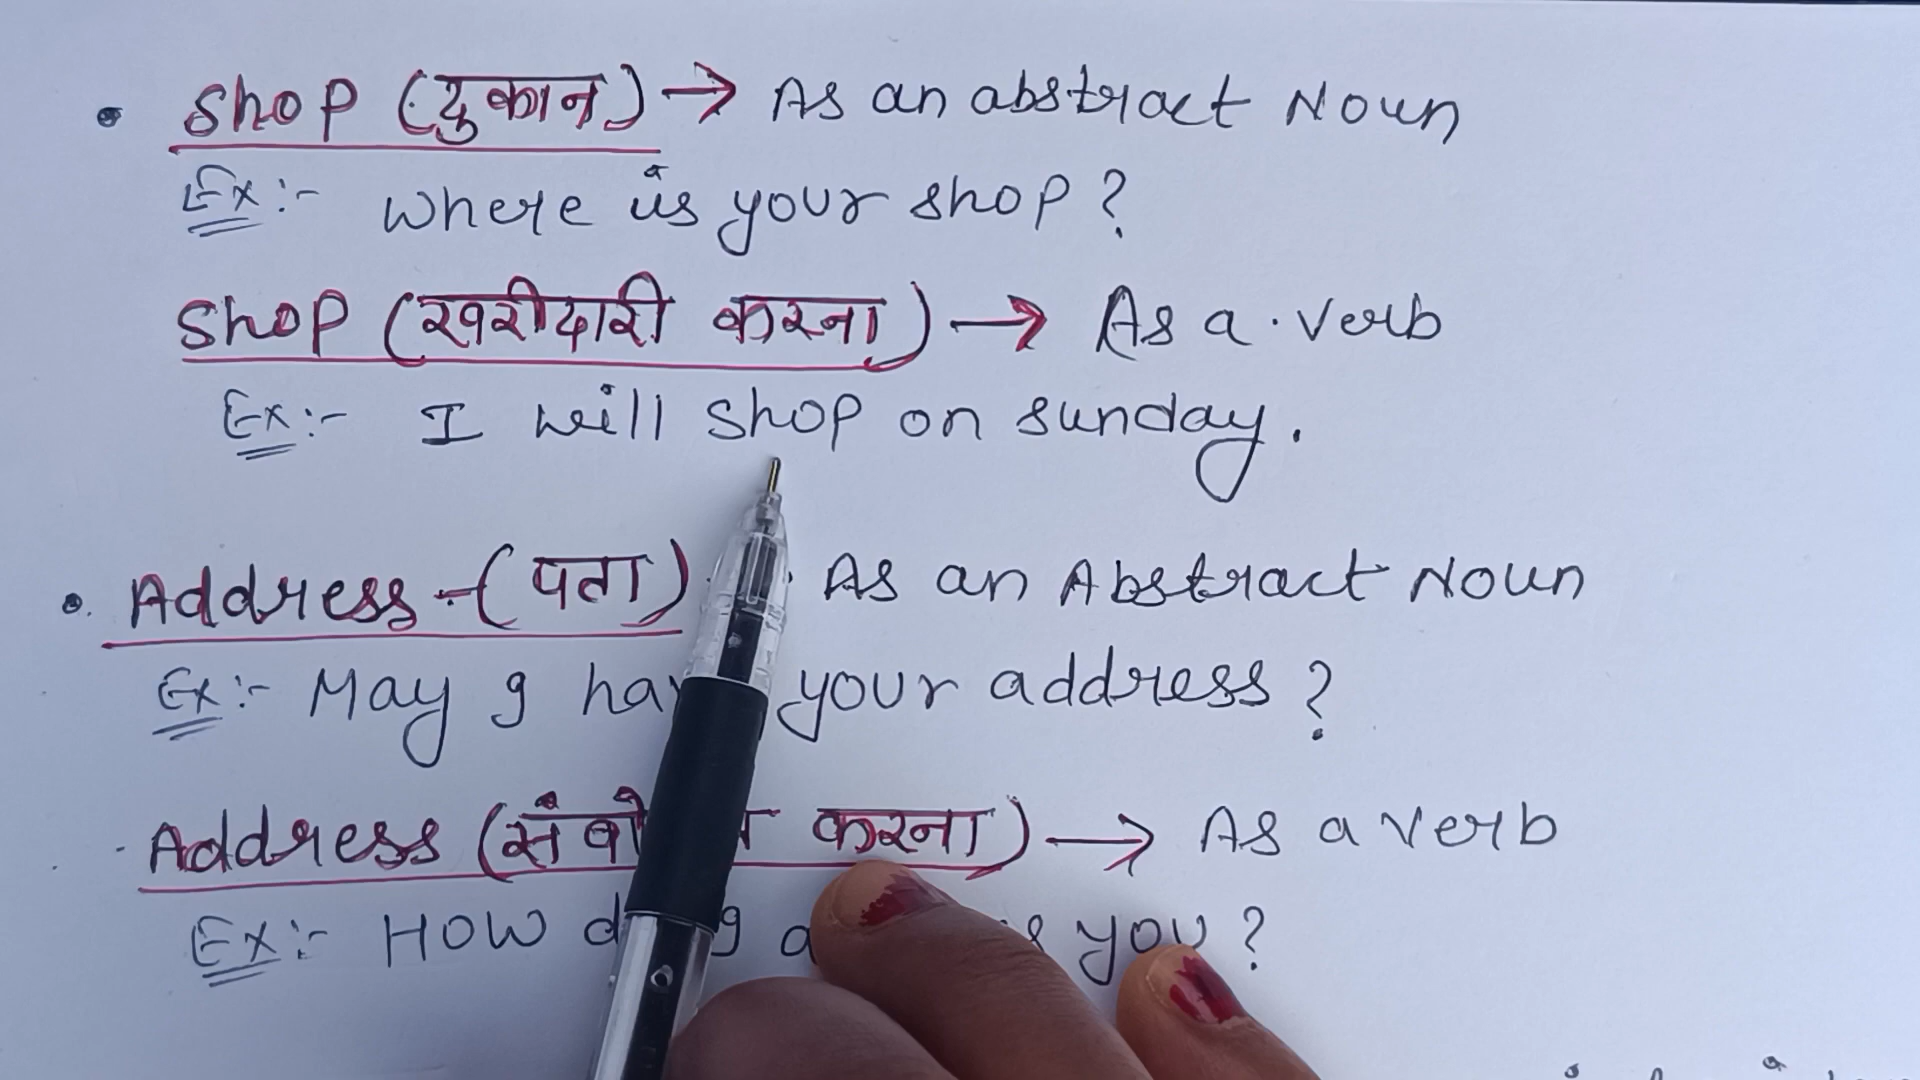 Shop (दुकान) → As an abstract Noun
Ex:- Where is your shop?
Shop (खरीदारी करना) → As a verb
Ex:- I will shop on sunday.
Address - (पता) As an Abstract Noun
Ex:- May I your address?
Address ( करना) → As a verb
Ex:- How I you?